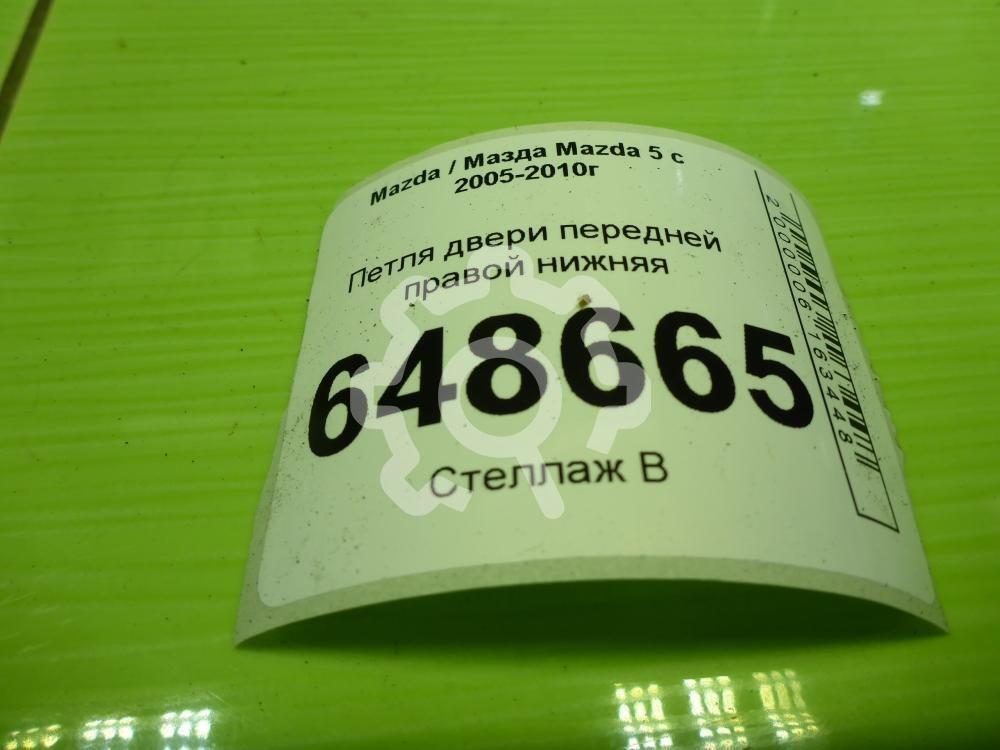 Mazda / Мазда Mazda 5 с
2005-2010г
Петля двери передней
правой нижняя
648665
Стеллаж В
2000006163448